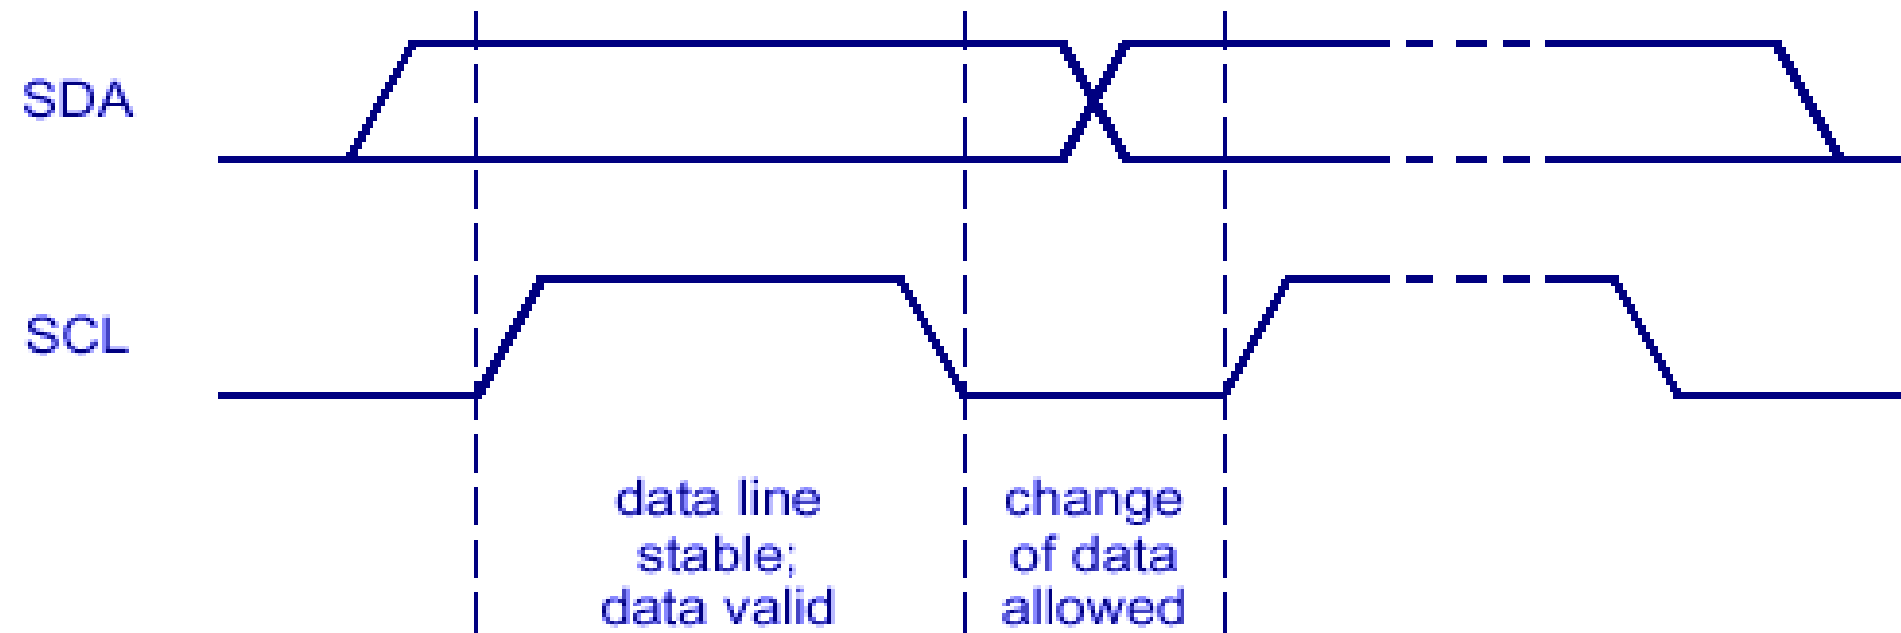 SDA
SCL
data line
stable;
data valid
change
of data
allowed